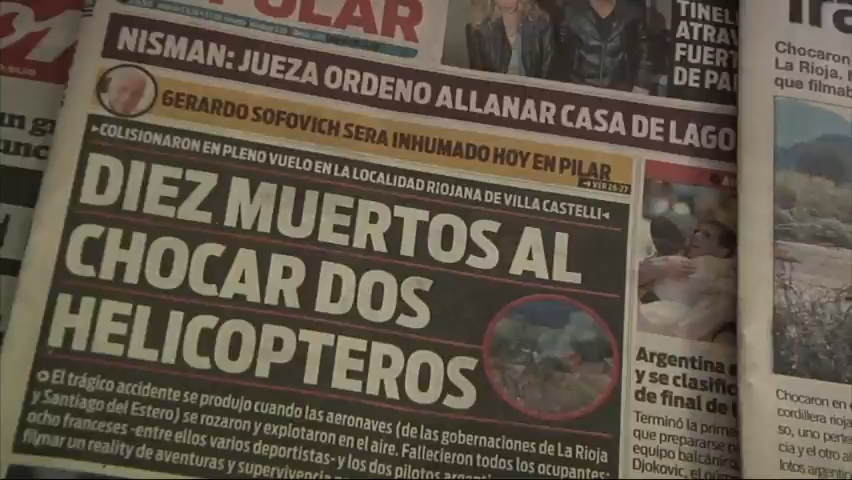 POPULAR
NISMAN: JUEZA ORDENO ALLANAR CASA DE LAGO
GERARDO SOFOVICH SERA INHUMADO HOY EN PILAR
VER 26-27
COLISIONARON EN PLENO VUELO EN LA LOCALIDAD RIOJANA DE VILLA CASTELLI
DIEZ MUERTOS AL
CHOCAR DOS
HELICOPTEROS
El trágico accidente se produjo cuando las aeronaves (de las gobernaciones de La Rioja
y Santiago del Estero) se rozaron y explotaron en el aire. Fallecieron todos los ocupantes:
ocho franceses -entre ellos varios deportistas- y los dos pilotos
filmar un reality de aventuras y
TINEL
ATRAV
FUERT
DE PA
Argentina
y se clasific
de final de
Terminó la prime
que prepararse
equipo balcánic
Djokovic, el
Chocaron
La Rioja.
que filmab
Chocaron en
cordillera rioja
so, uno perte
cia y el otro al
lotos argentin